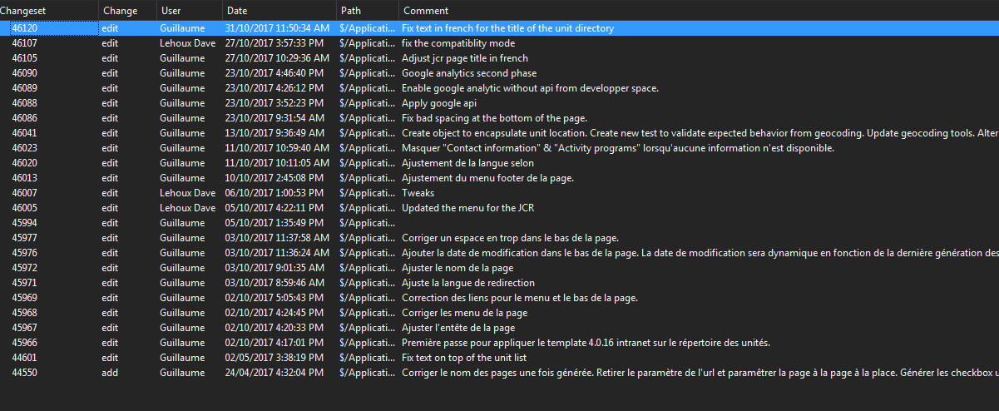 Changeset Change User Date Path Comment
46120 edit Guillaume 31/10/2017 11:50:34 AM $/Applicati... Fix text in french for the title of the unit directory
46107 edit Lehoux Dave 27/10/2017 3:57:33 PM $/Applicati... fix the compatiblity mode
46105 edit Guillaume 27/10/2017 10:29:36 AM $/Applicati... Adjust jcr page title in french
46090 edit Guillaume 23/10/2017 4:46:40 PM $/Applicati... Google analytics second phase
46089 edit Guillaume 23/10/2017 4:26:12 PM $/Applicati... Enable google analytic without api from developper space.
46088 edit Guillaume 23/10/2017 3:52:23 PM $/Applicati... Apply google api
46086 edit Guillaume 23/10/2017 9:31:54 AM $/Applicati... Fix bad spacing at the bottom of the page.
46041 edit Guillaume 13/10/2017 9:36:49 AM $/Applicati... Create object to encapsulate unit location. Create new test to validate expected behavior from geocoding. Update geocoding tools. Alter
46023 edit Guillaume 11/10/2017 10:59:40 AM $/Applicati... Masquer "Contact information" & "Activity programs" lorsqu'aucune information n'est disponible.
46020 edit Guillaume 11/10/2017 10:11:05 AM $/Applicati... Ajustement de la langue selon
46013 edit Guillaume 10/10/2017 2:45:08 PM $/Applicati... Ajustement du menu footer de la page.
46007 edit Lehoux Dave 06/10/2017 1:00:53 PM $/Applicati... Tweaks
46005 edit Lehoux Dave 05/10/2017 4:22:11 PM $/Applicati... Updated the menu for the JCR
45994 edit Guillaume 05/10/2017 1:35:49 PM $/Applicati...
45977 edit Guillaume 03/10/2017 11:37:58 AM $/Applicati... Corriger un espace en trop dans le bas de la page.
45976 edit Guillaume 03/10/2017 11:36:24 AM $/Applicati... Ajouter la date de modification dans le bas de la page. La date de modification sera dynamique en fonction de la dernière génération des
45972 edit Guillaume 03/10/2017 9:01:35 AM $/Applicati... Ajuster le nom de la page
45971 edit Guillaume 03/10/2017 8:59:46 AM $/Applicati... Ajuste la langue de redirection
45969 edit Guillaume 02/10/2017 5:05:43 PM $/Applicati... Correction des liens pour le menu et le bas de la page.
45968 edit Guillaume 02/10/2017 4:24:45 PM $/Applicati... Corriger les menu de la page
45967 edit Guillaume 02/10/2017 4:20:33 PM $/Applicati... Ajuster l'entête de la page
45966 edit Guillaume 02/10/2017 4:17:01 PM $/Applicati... Première passe pour appliquer le template 4.0.16 intranet sur le répertoire des unités.
44601 edit Guillaume 02/05/2017 3:38:19 PM $/Applicati... Fix text on top of the unit list
44550 add Guillaume 24/04/2017 4:32:04 PM $/Applicati... Corriger le nom des pages une fois générée. Retirer le paramètre de l'url et paramêtrer la page à la page à la place. Générer les checkbox u